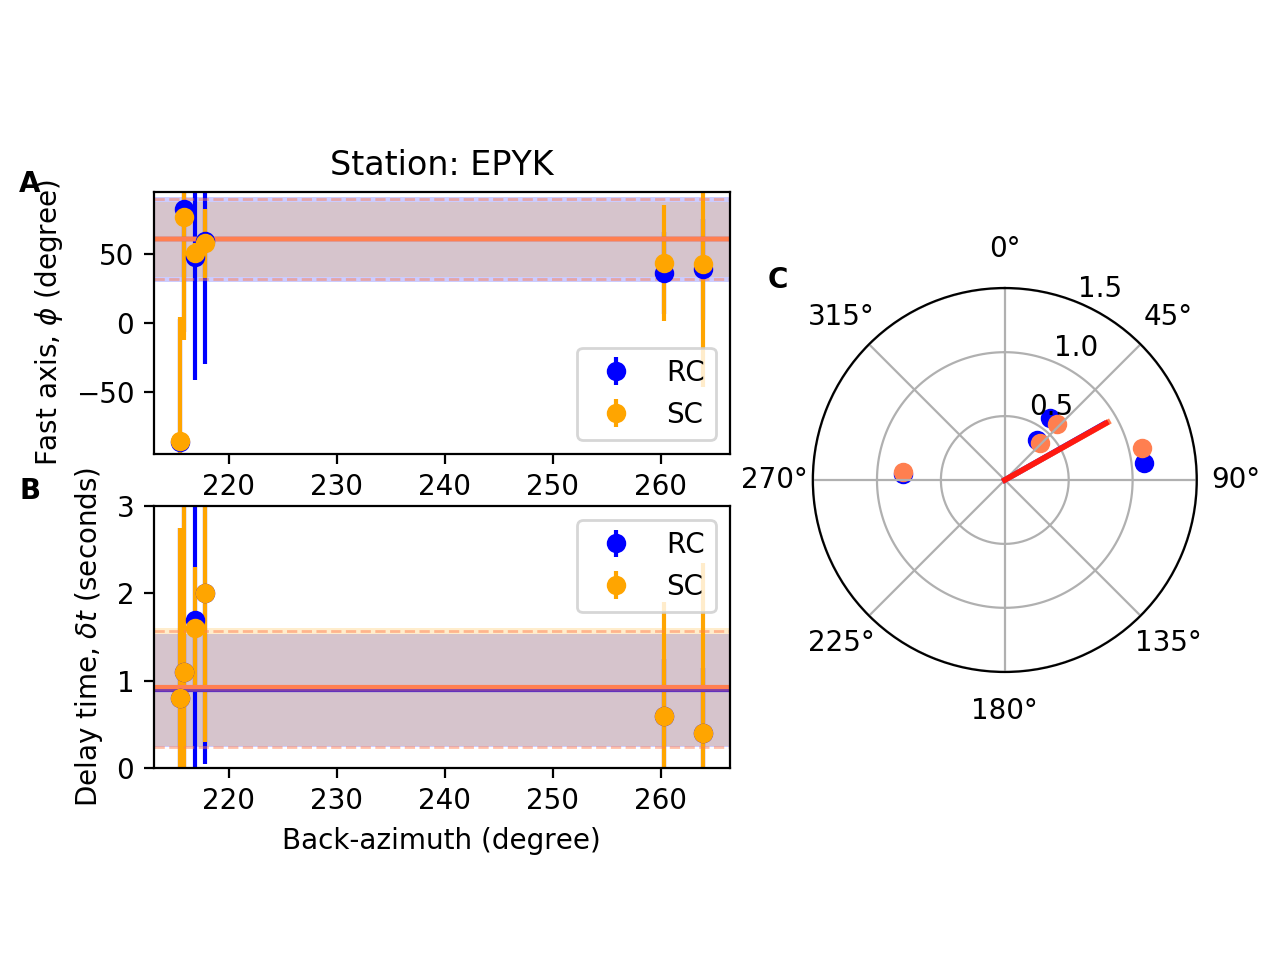 Station: EPYK
A
Fast axis, ϕ (degree)
50
0
−50
RC
SC
220 230 240 250 260
B
Delay time, δt (seconds)
3
2
1
0
RC
SC
220 230 240 250 260
Back-azimuth (degree)
C
0°
45°
90°
135°
180°
225°
270°
315°
0.5
1.0
1.5